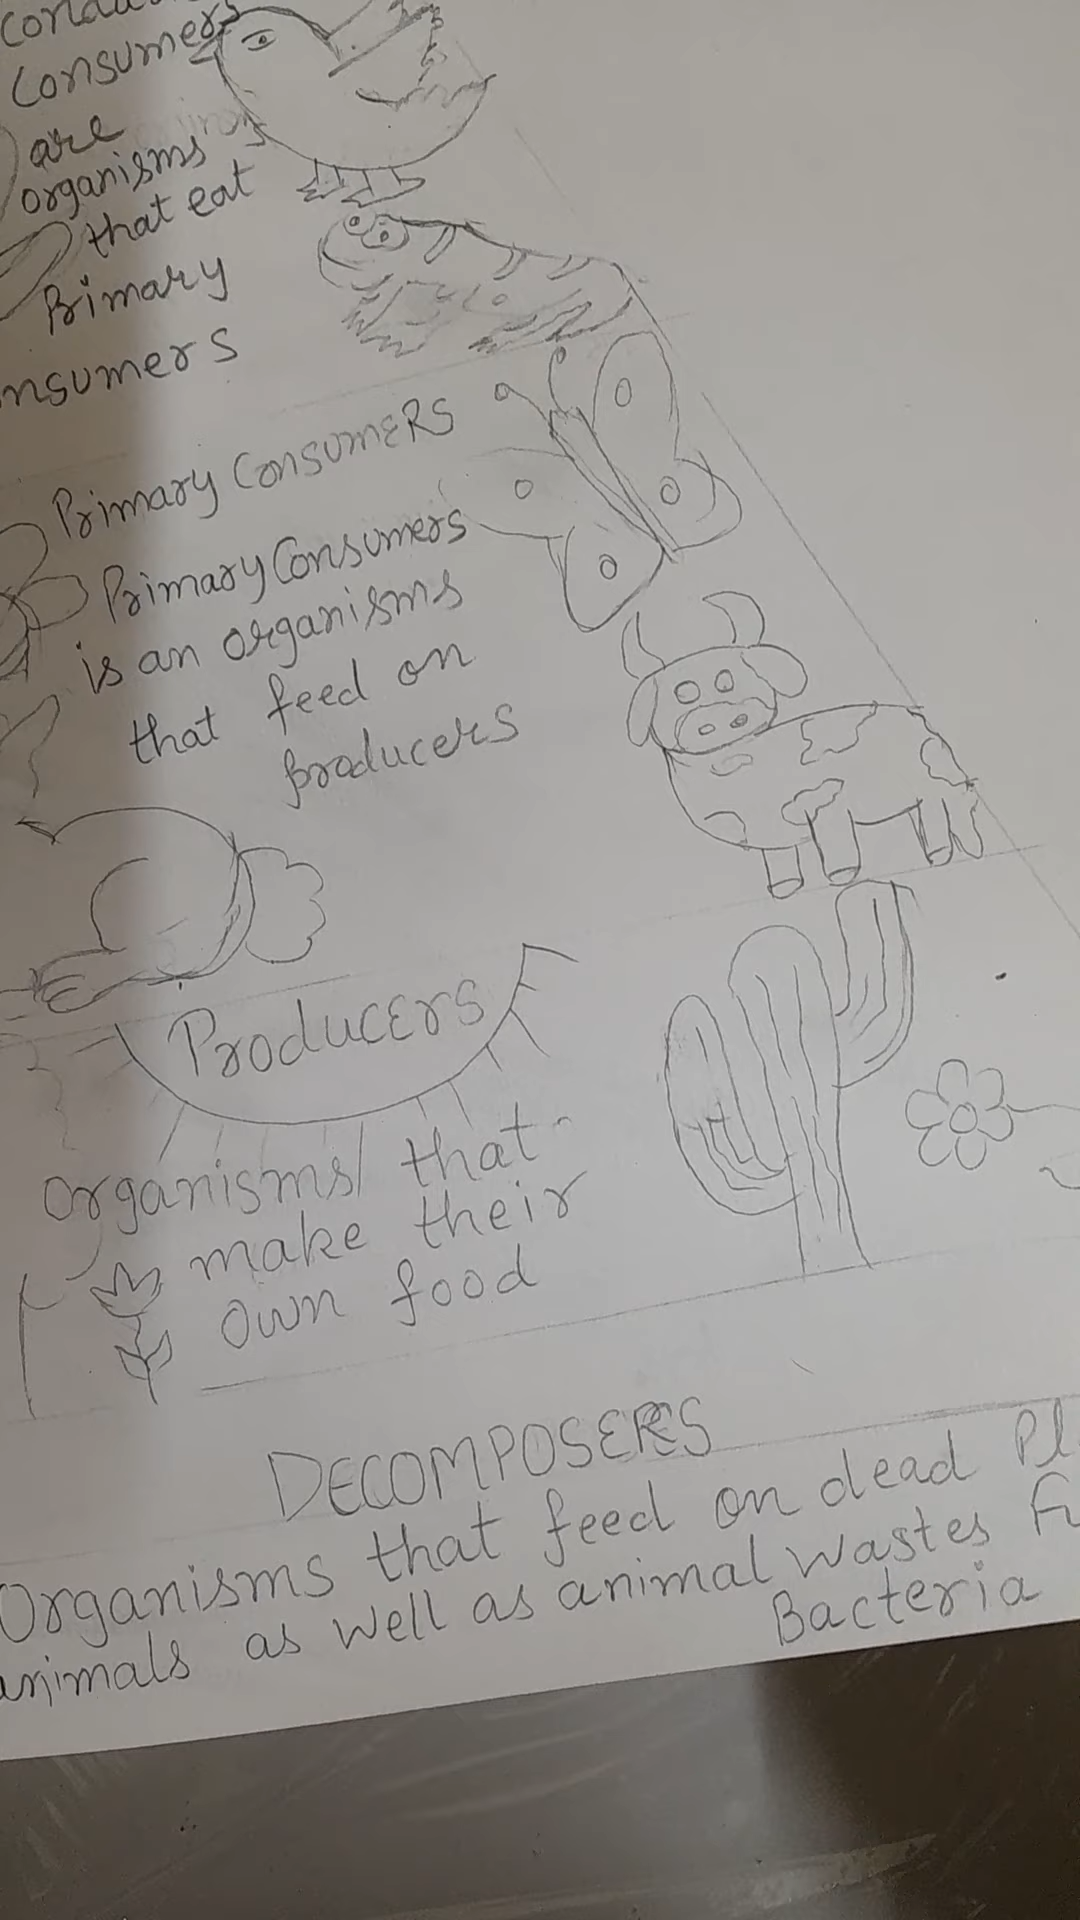 Consumers
are
organisms
that eat
Primary
nsumers
Primary ConsumERS
Primary Consumers
is an organisms
that feed on
producers
Producers
organisms that
make their
own food
DECOMPOSERS
Organisms that feed on dead Pl
animals as well as animal wastes Fu
Bacteria